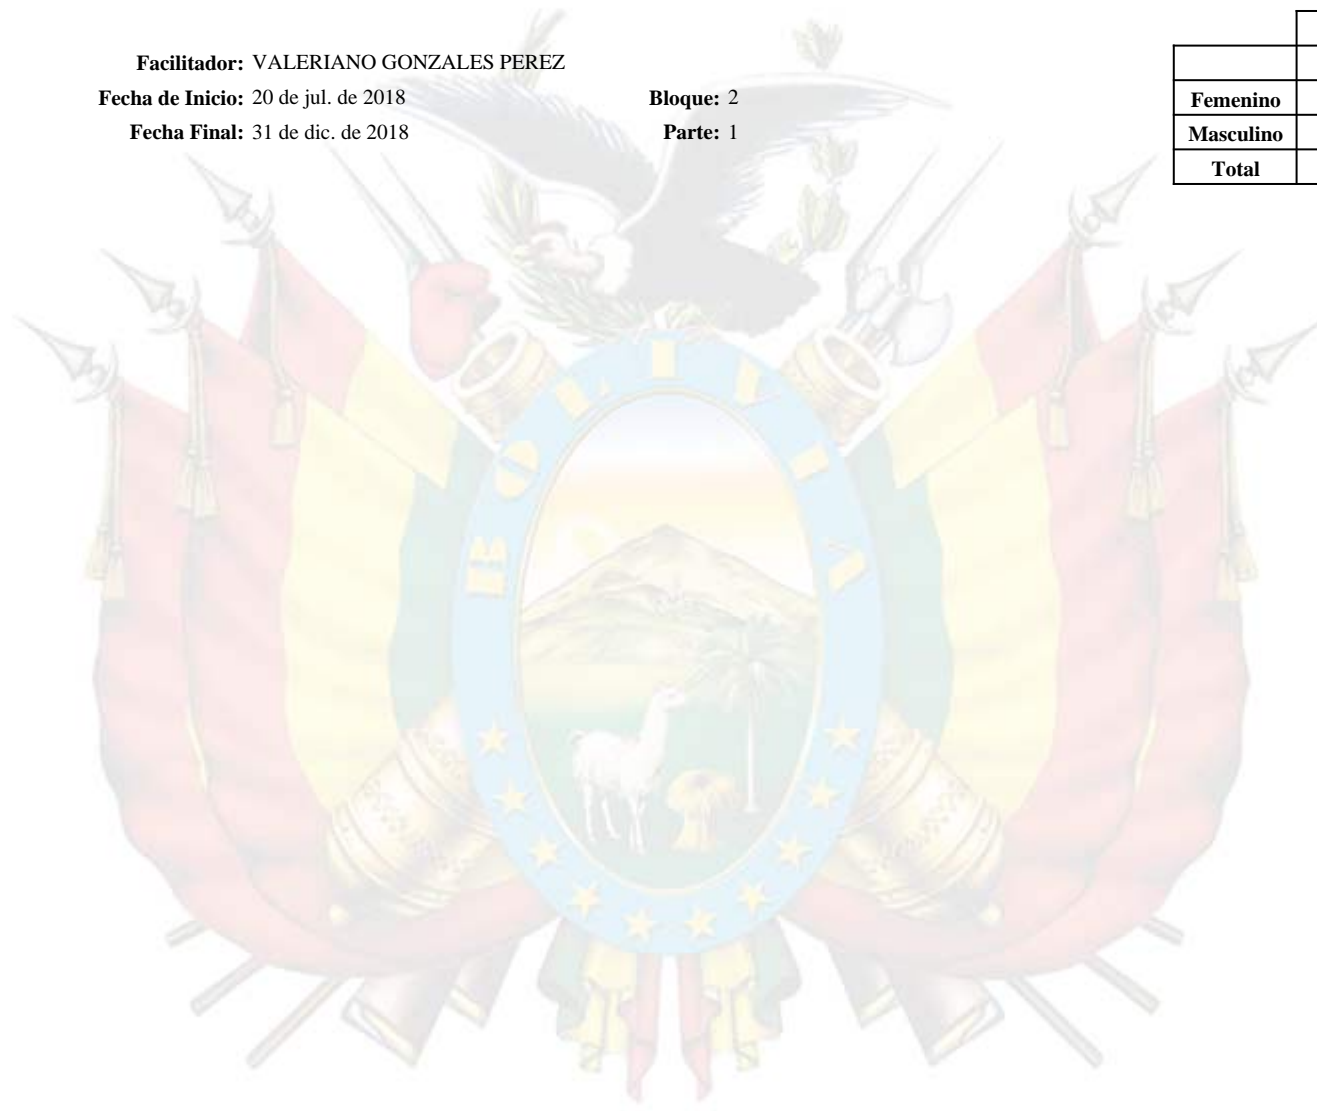 Facilitador: VALERIANO GONZALES PEREZ
Fecha de Inicio: 20 de jul. de 2018 Bloque: 2
Fecha Final: 31 de dic. de 2018 Parte: 1
Femenino
Masculino
Total
BOLIVIA